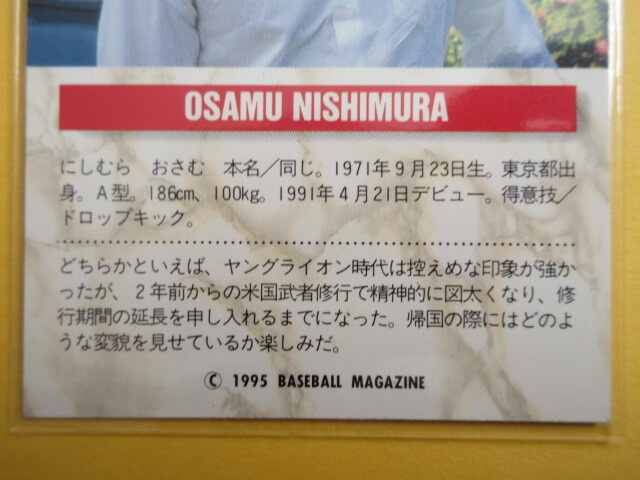 OSAMU NISHIMURA
にしむら　おさむ　本名／同じ。1971年9月23日生。東京都出
身。A型。186cm、100kg。1991年4月21日デビュー。得意技／
ドロップキック。
どちらかといえば、ヤングライオン時代は控えめな印象が強か
ったが、2年前からの米国武者修行で精神的に図太くなり、修
行期間の延長を申し入れるまでになった。帰国の際にはどのよ
うな変貌を見せているか楽しみだ。
© 1995 BASEBALL MAGAZINE